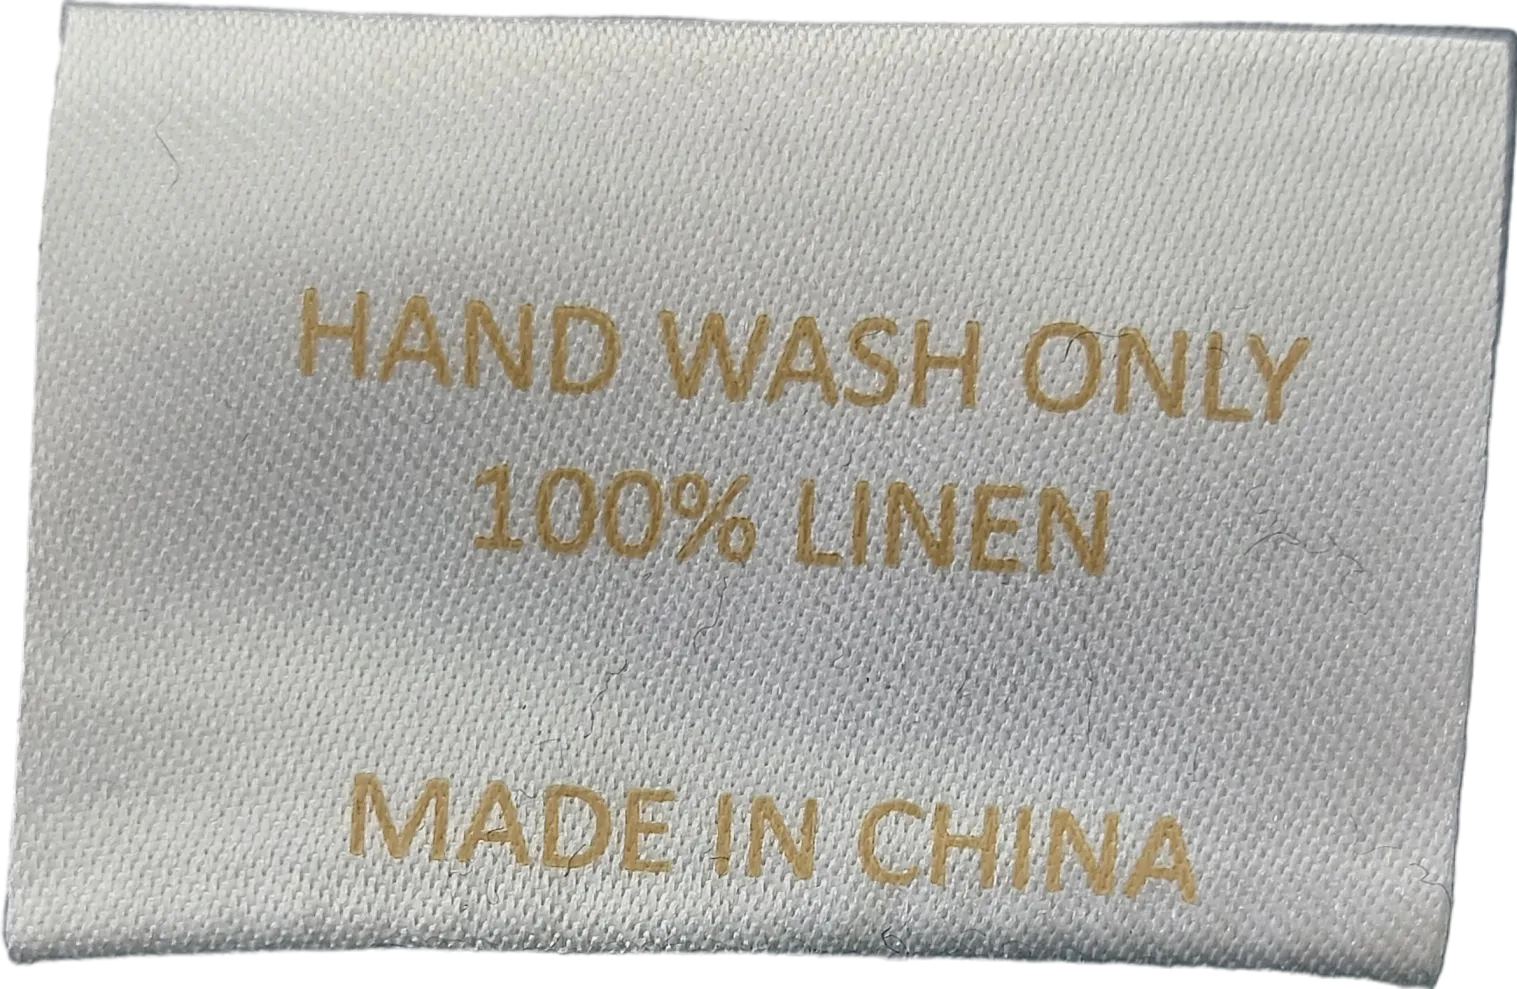 HAND WASH ONLY
100% LINEN
MADE IN CHINA